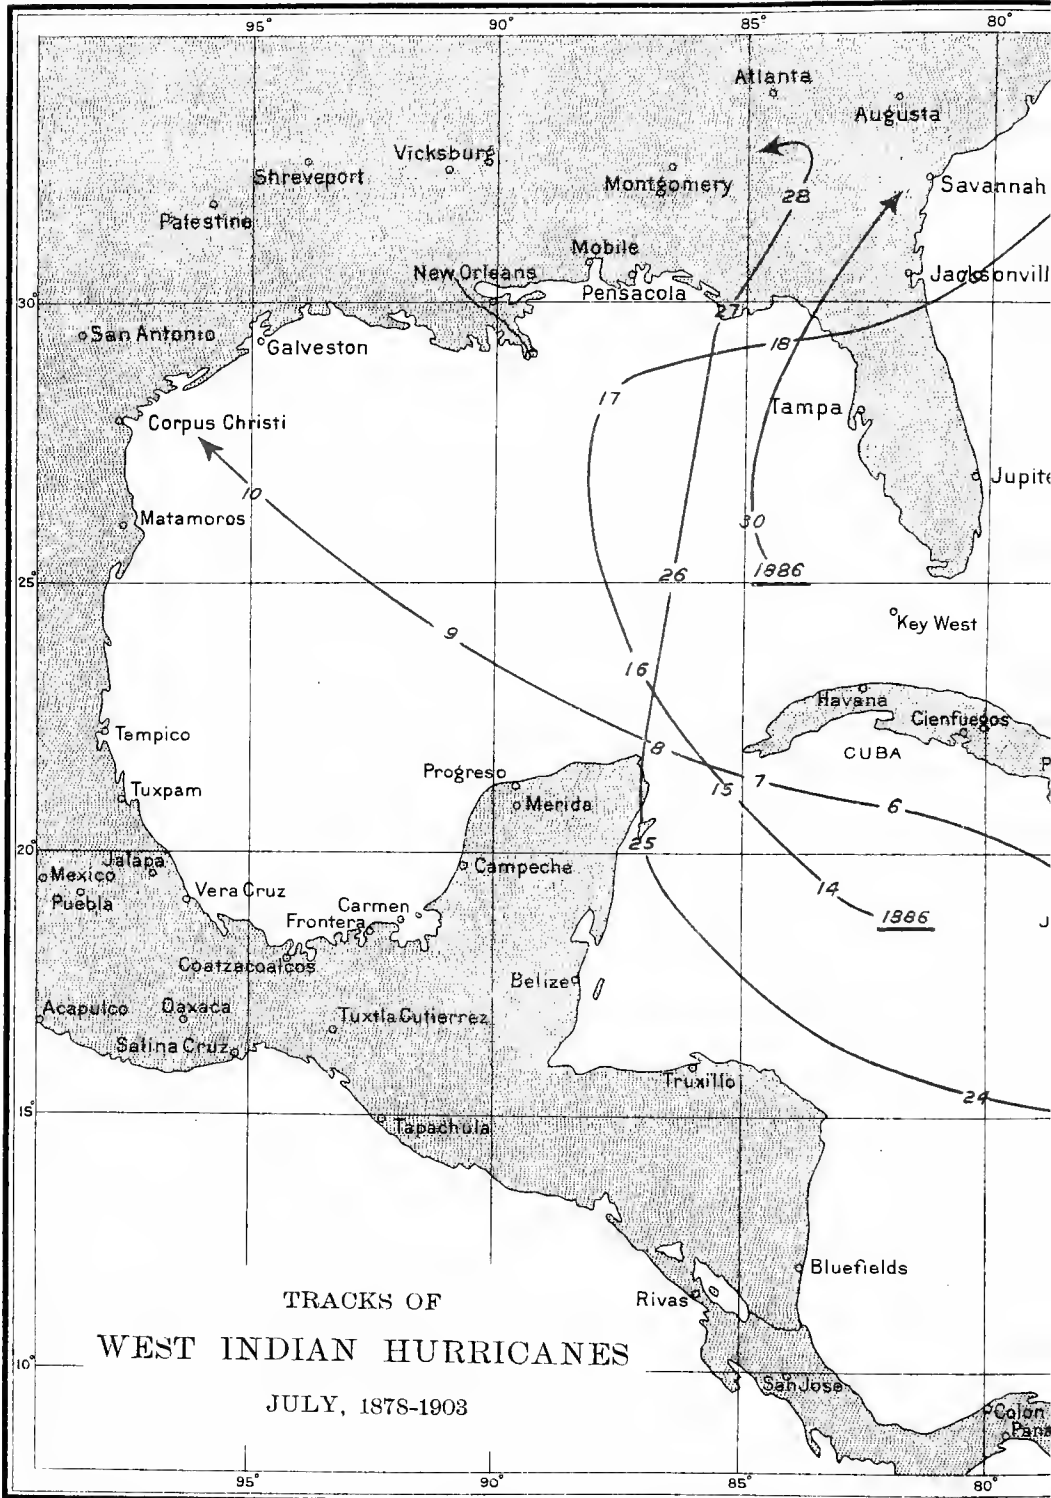 95° 90° 85° 80°
Atlanta
Augusta
Vicksburg
Shreveport
Montgomery
Savannah
28
Palestine
Mobile
New Orleans
Jacksonvill
Pensacola
30°
27
San Antonio
Galveston
18
17
Tampa
Corpus Christi
Jupite
10
Matamoros
30
25°
26
1886
Key West
9
16
Havana
Cienfuegos
Tempico
8
CUBA
P
Progreso
7
15
6
Tuxpam
Merida
20°
25
Jalapa
Mexico
Campeche
Puebla
Vera Cruz
14
1886
J
Carmen
Frontera
Coatzacoalcos
Belize
Acapulco
Oaxaca
Tuxtla Gutierrez
Salina Cruz
Truxillo
24
15°
Tapachula
Bluefields
Rivas
TRACKS OF
WEST INDIAN HURRICANES
10°
San Jose
JULY, 1878-1903
Colon
Pana
95° 90° 85° 80°